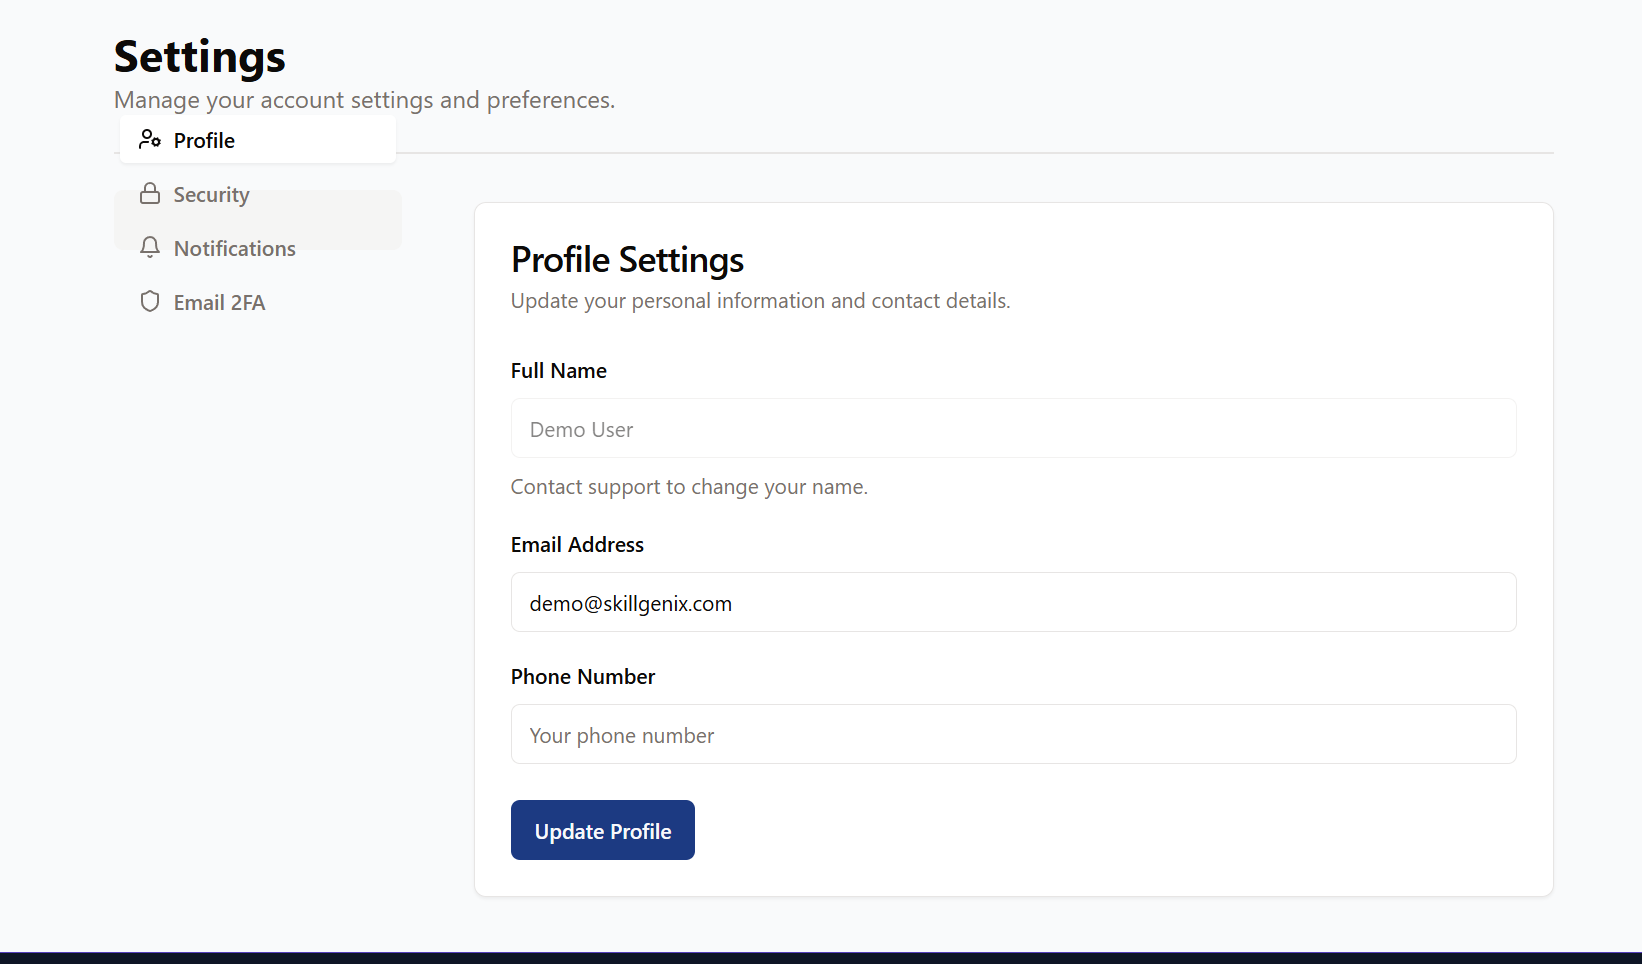 Settings
Manage your account settings and preferences.
Profile
Security
Notifications
Email 2FA
Profile Settings
Update your personal information and contact details.
Full Name
Demo User
Contact support to change your name.
Email Address
demo@skillgenix.com
Phone Number
Your phone number
Update Profile